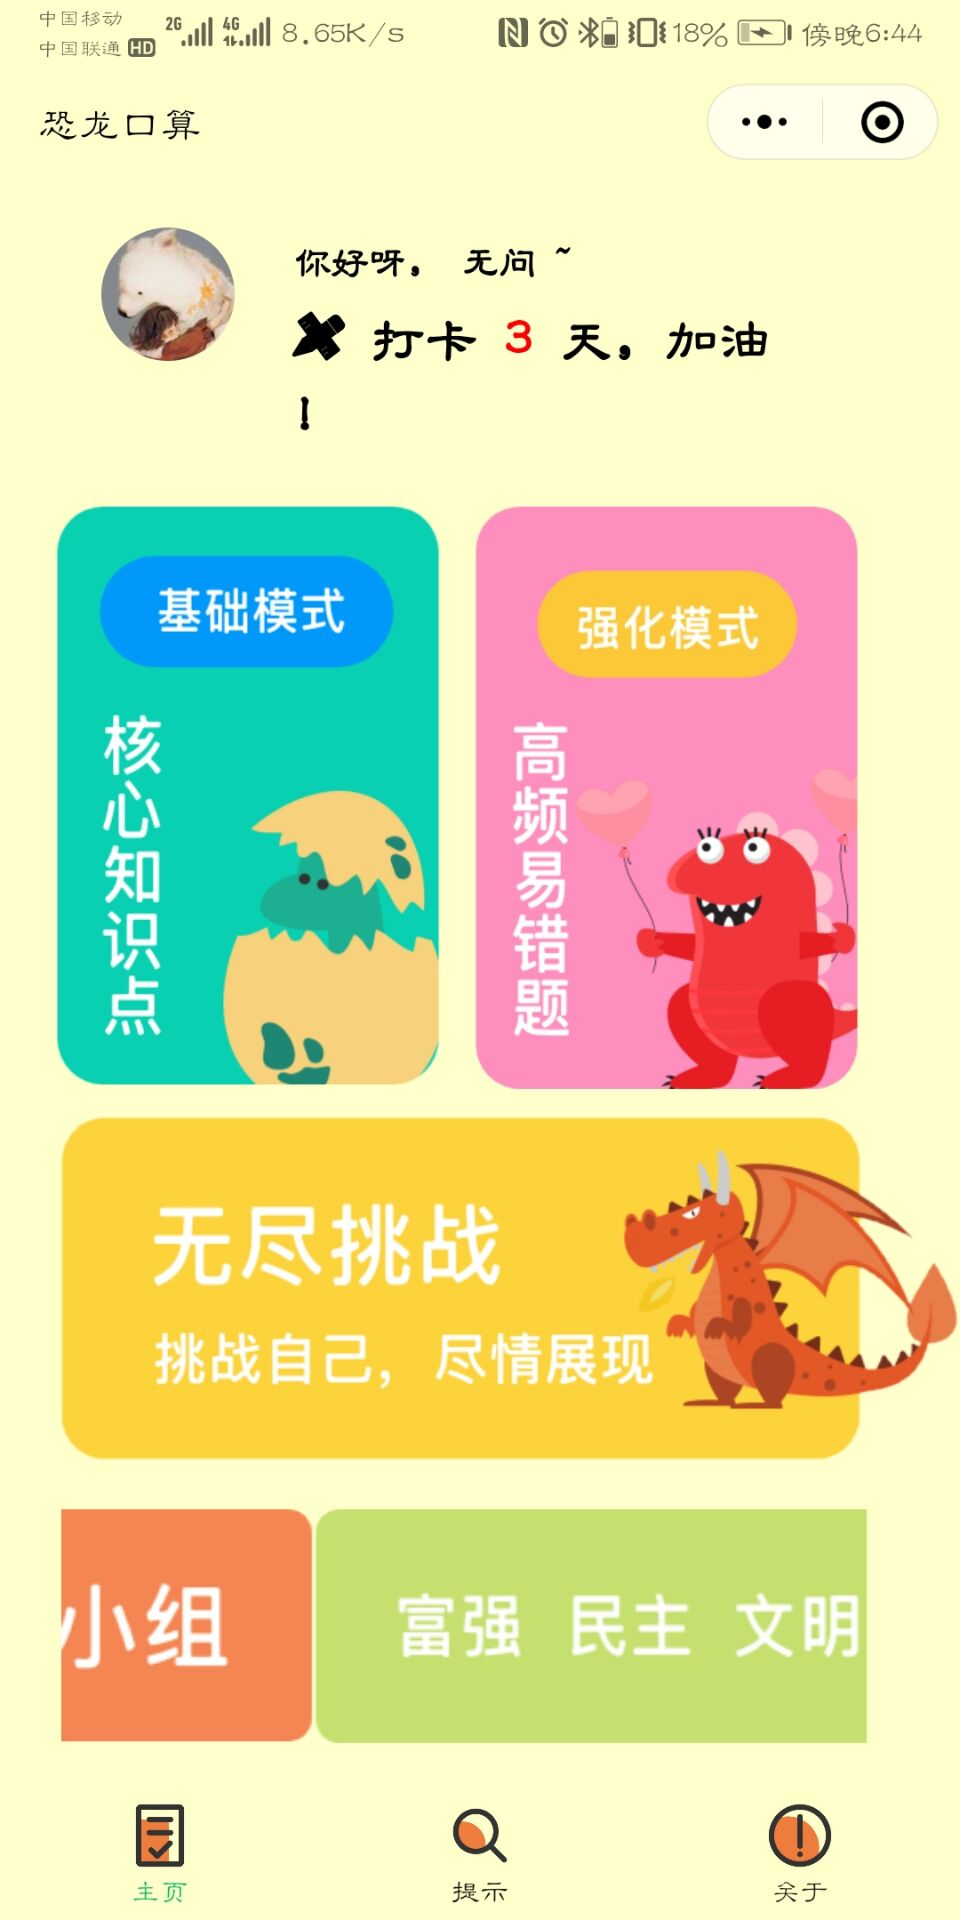 中国移动
中国联通 HD 2G 4G 8.65K/s 18% 傍晚6:44
恐龙口算
你好呀， 无问 ~
打卡 3 天，加油
！
基础模式
核心知识点
强化模式
高频易错题
无尽挑战
挑战自己，尽情展现
小组
富强 民主 文明
主页 提示 关于